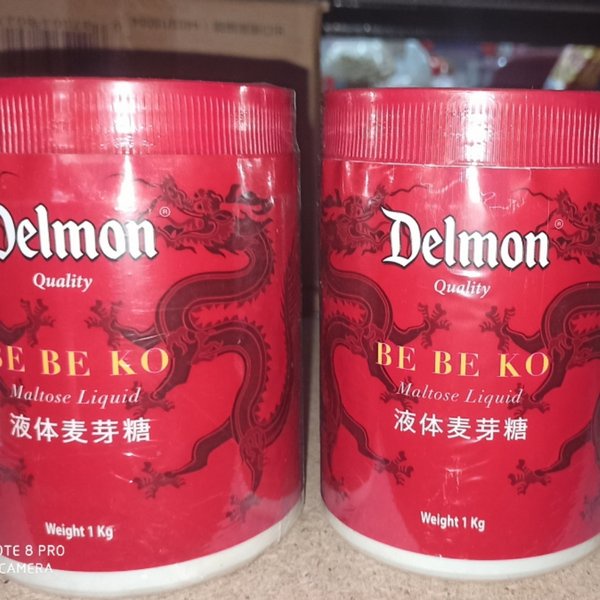 Delmon®
Quality
BE BE KO
Maltose Liquid
液体麦芽糖
Weight 1 Kg
Delmon®
Quality
BE BE KO
Maltose Liquid
液体麦芽糖
Weight 1 Kg
OTE 8 PRO
CAMERA